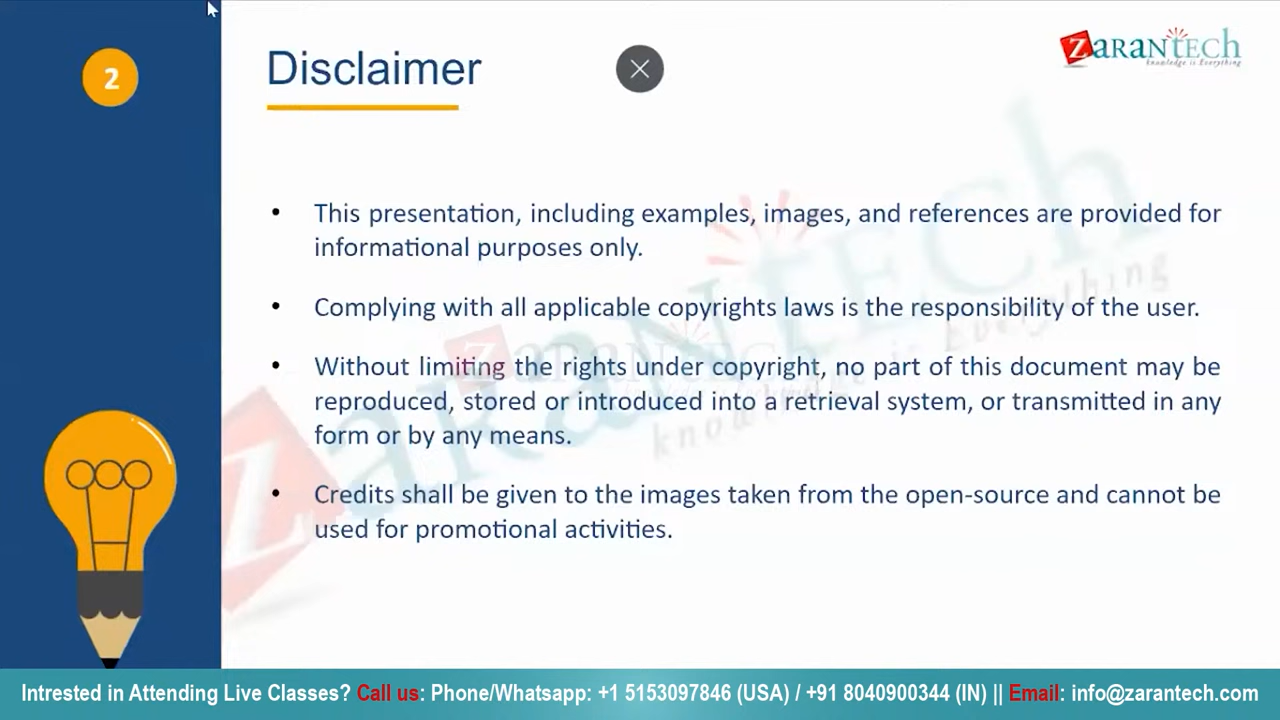 2
Disclaimer
ZARANTECH
knowledge is Everything
• This presentation, including examples, images, and references are provided for
informational purposes only.
• Complying with all applicable copyrights laws is the responsibility of the user.
• Without limiting the rights under copyright, no part of this document may be
reproduced, stored or introduced into a retrieval system, or transmitted in any
form or by any means.
• Credits shall be given to the images taken from the open-source and cannot be
used for promotional activities.
Intrested in Attending Live Classes? Call us: Phone/Whatsapp: +1 5153097846 (USA) / +91 8040900344 (IN) || Email: info@zarantech.com